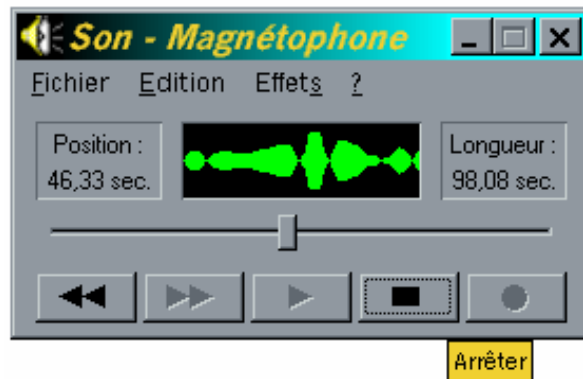 Son - Magnétophone
Fichier Edition Effets ?
Position :
46,33 sec.
Longueur :
98,08 sec.
Arrêter